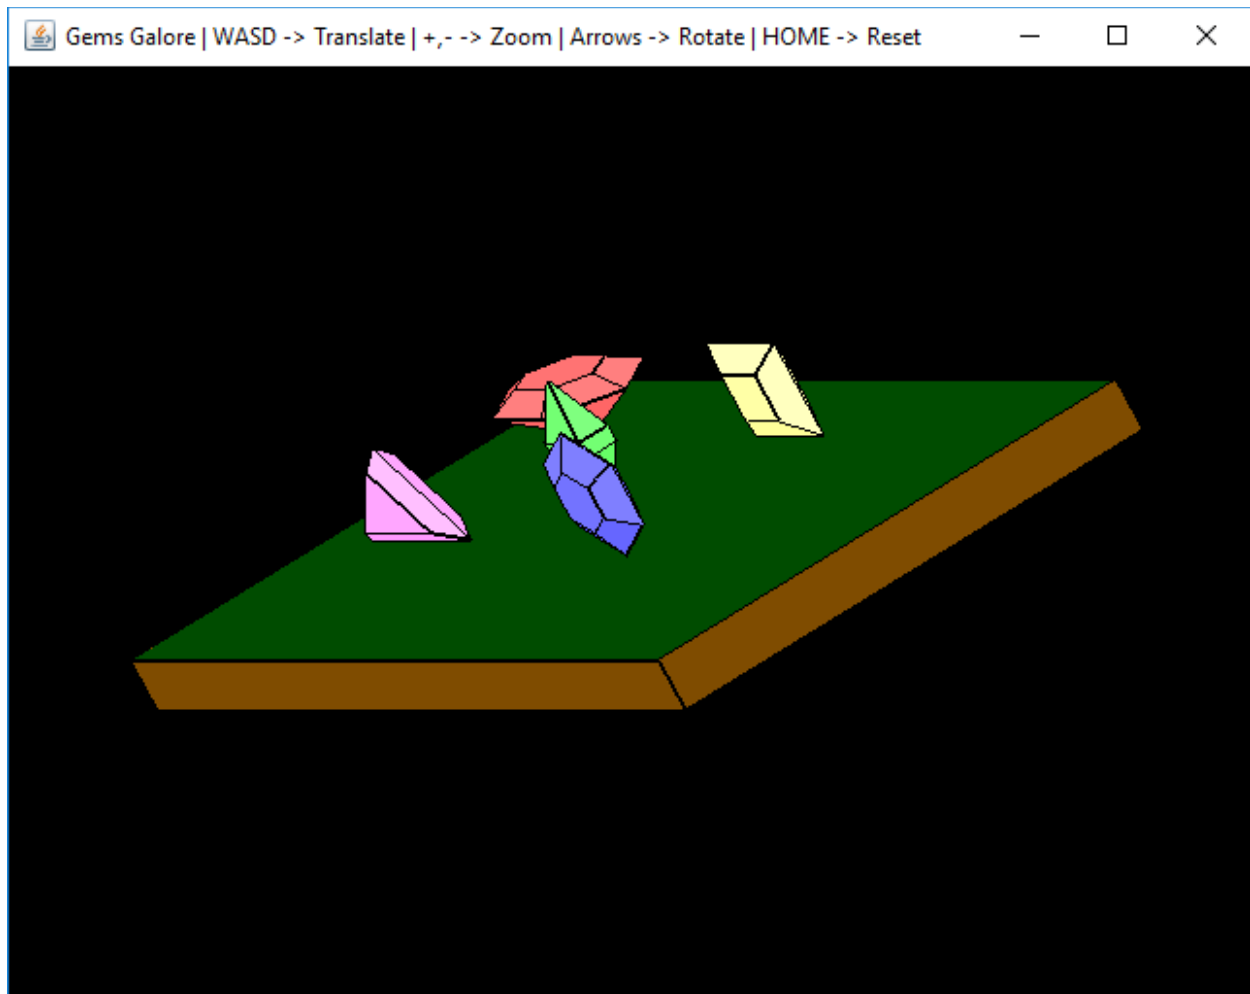 Gems Galore | WASD -> Translate | +,- -> Zoom | Arrows -> Rotate | HOME -> Reset